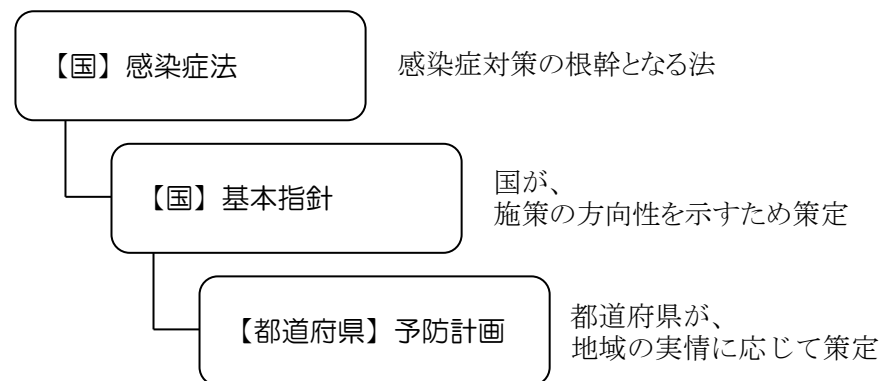 【国】感染症法
感染症対策の根幹となる法
【国】基本指針
国が、
施策の方向性を示すため策定
【都道府県】予防計画
都道府県が、
地域の実情に応じて策定